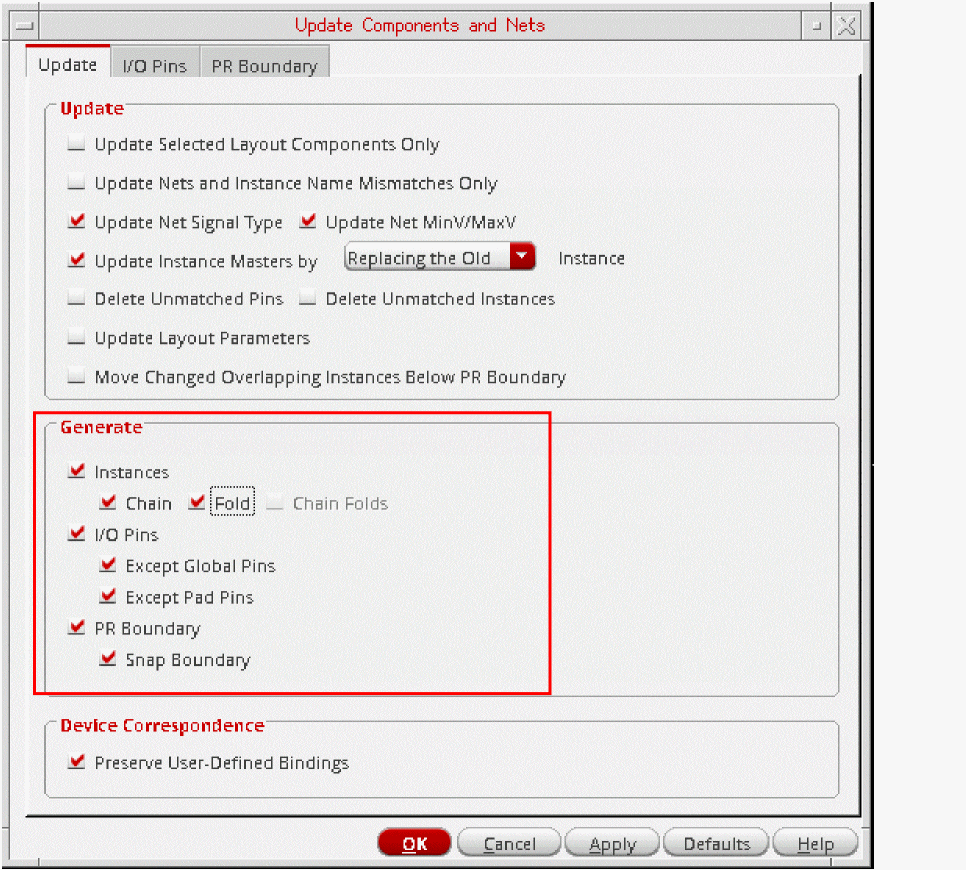 Update Components and Nets
Update I/O Pins PR Boundary
Update
Update Selected Layout Components Only
Update Nets and Instance Name Mismatches Only
Update Net Signal Type Update Net MinV/MaxV
Update Instance Masters by Replacing the Old Instance
Delete Unmatched Pins Delete Unmatched Instances
Update Layout Parameters
Move Changed Overlapping Instances Below PR Boundary
Generate
Instances
Chain Fold Chain Folds
I/O Pins
Except Global Pins
Except Pad Pins
PR Boundary
Snap Boundary
Device Correspondence
Preserve User-Defined Bindings
OK Cancel Apply Defaults Help